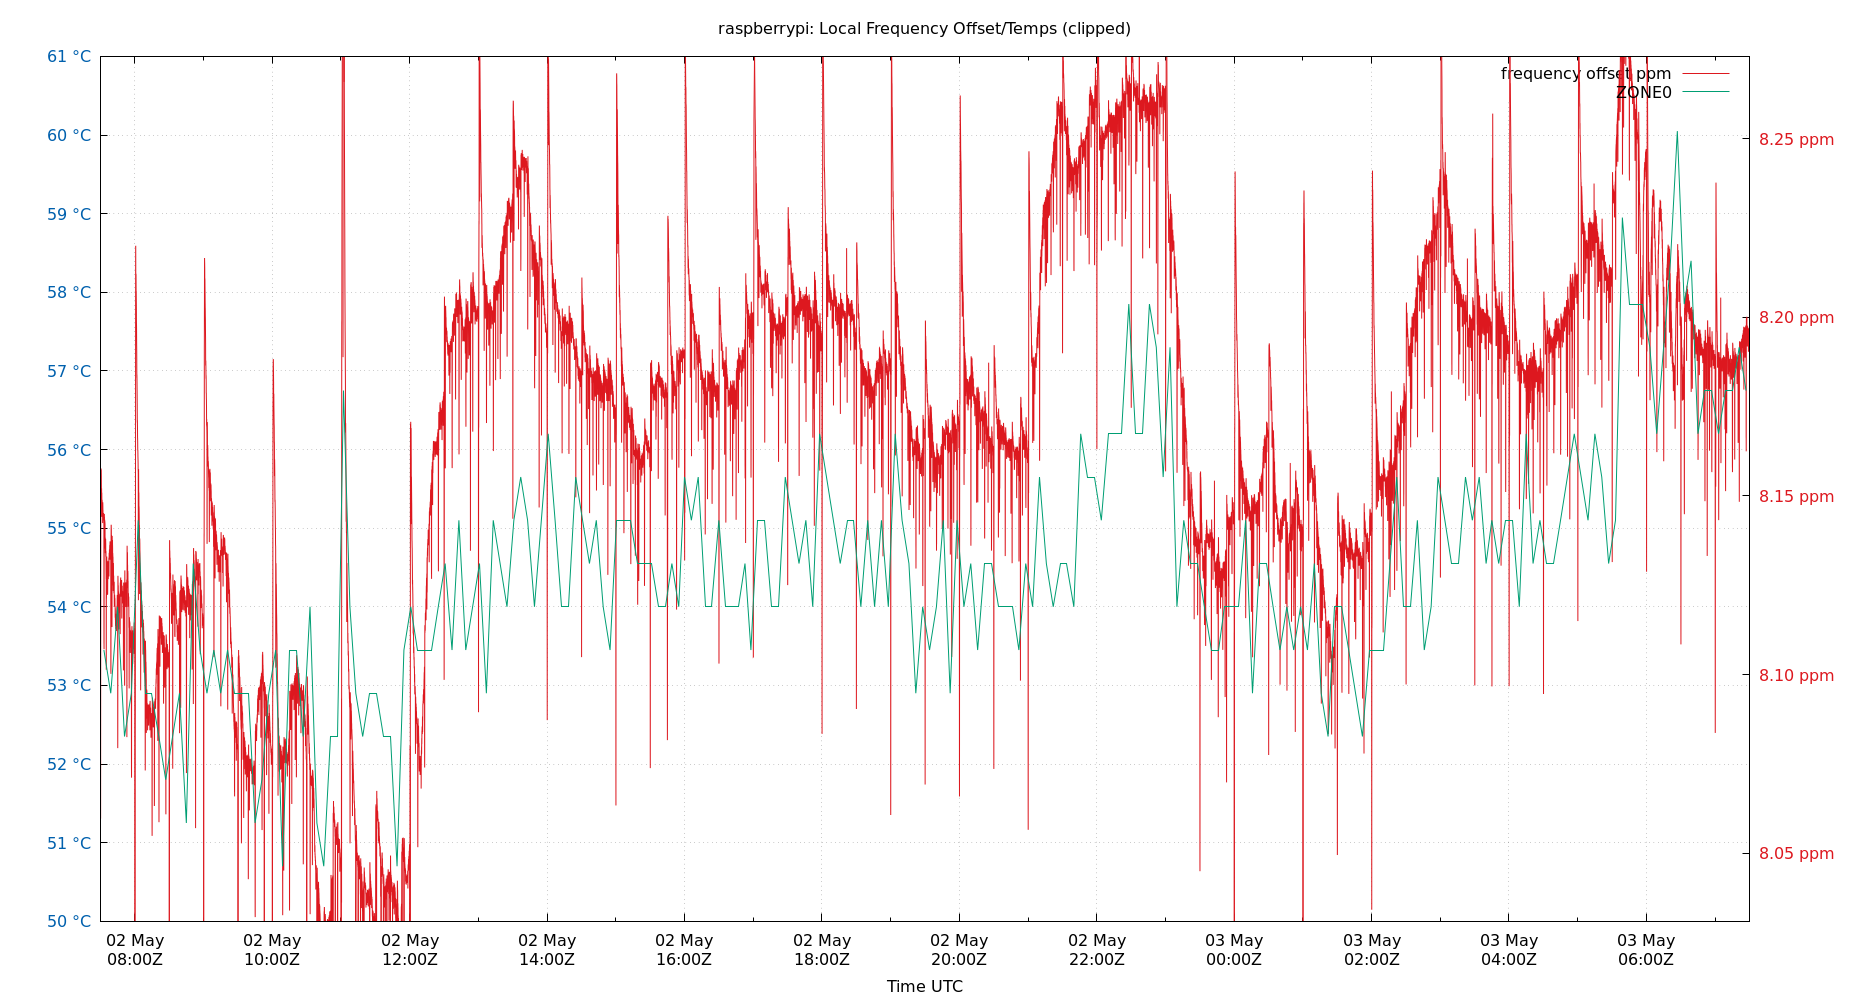 raspberrypi: Local Frequency Offset/Temps (clipped)
61 °C
60 °C
59 °C
58 °C
57 °C
56 °C
55 °C
54 °C
53 °C
52 °C
51 °C
50 °C
frequency offset ppm
ZONE0
8.25 ppm
8.20 ppm
8.15 ppm
8.10 ppm
8.05 ppm
02 May 02 May 02 May 02 May 02 May 02 May 02 May 02 May 03 May 03 May 03 May 03 May
08:00Z 10:00Z 12:00Z 14:00Z 16:00Z 18:00Z 20:00Z 22:00Z 00:00Z 02:00Z 04:00Z 06:00Z
Time UTC